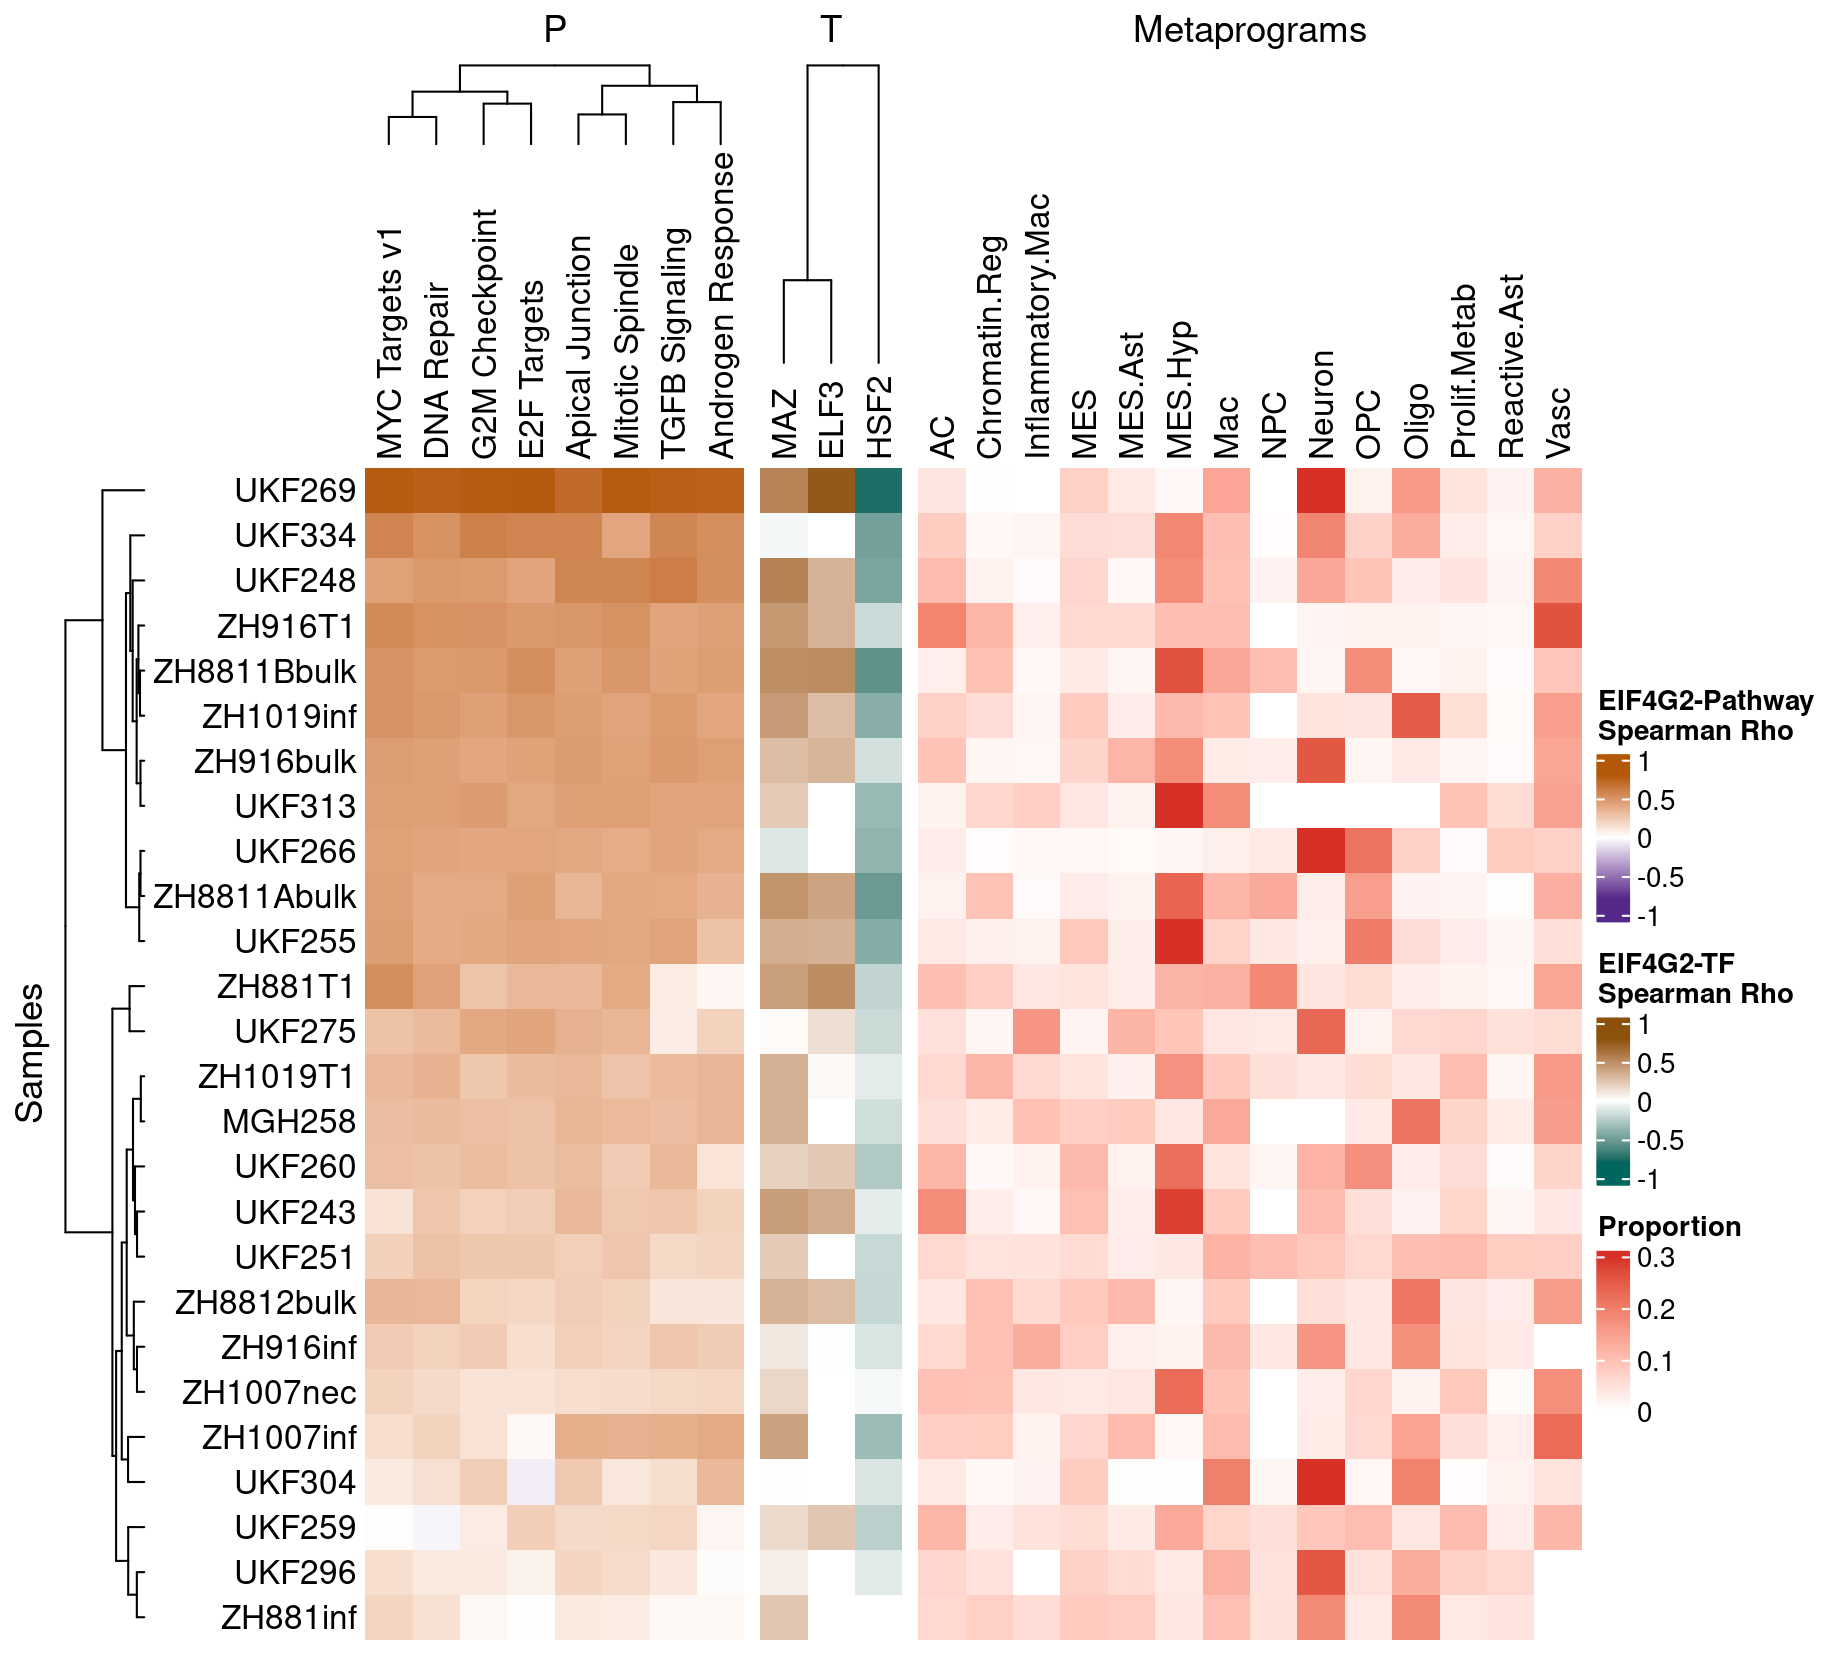 P
T
Metaprograms
MYC Targets v1
DNA Repair
G2M Checkpoint
E2F Targets
Apical Junction
Mitotic Spindle
TGFB Signaling
Androgen Response
MAZ
ELF3
HSF2
AC
Chromatin.Reg
Inflammatory.Mac
MES
MES.Ast
MES.Hyp
Mac
NPC
Neuron
OPC
Oligo
Prolif.Metab
Reactive.Ast
Vasc
Samples
UKF269
UKF334
UKF248
ZH916T1
ZH8811Bbulk
ZH1019inf
ZH916bulk
UKF313
UKF266
ZH8811Abulk
UKF255
ZH881T1
UKF275
ZH1019T1
MGH258
UKF260
UKF243
UKF251
ZH8812bulk
ZH916inf
ZH1007nec
ZH1007inf
UKF304
UKF259
UKF296
ZH881inf
EIF4G2-Pathway
Spearman Rho
1
0.5
0
-0.5
-1
EIF4G2-TF
Spearman Rho
1
0.5
0
-0.5
-1
Proportion
0.3
0.2
0.1
0